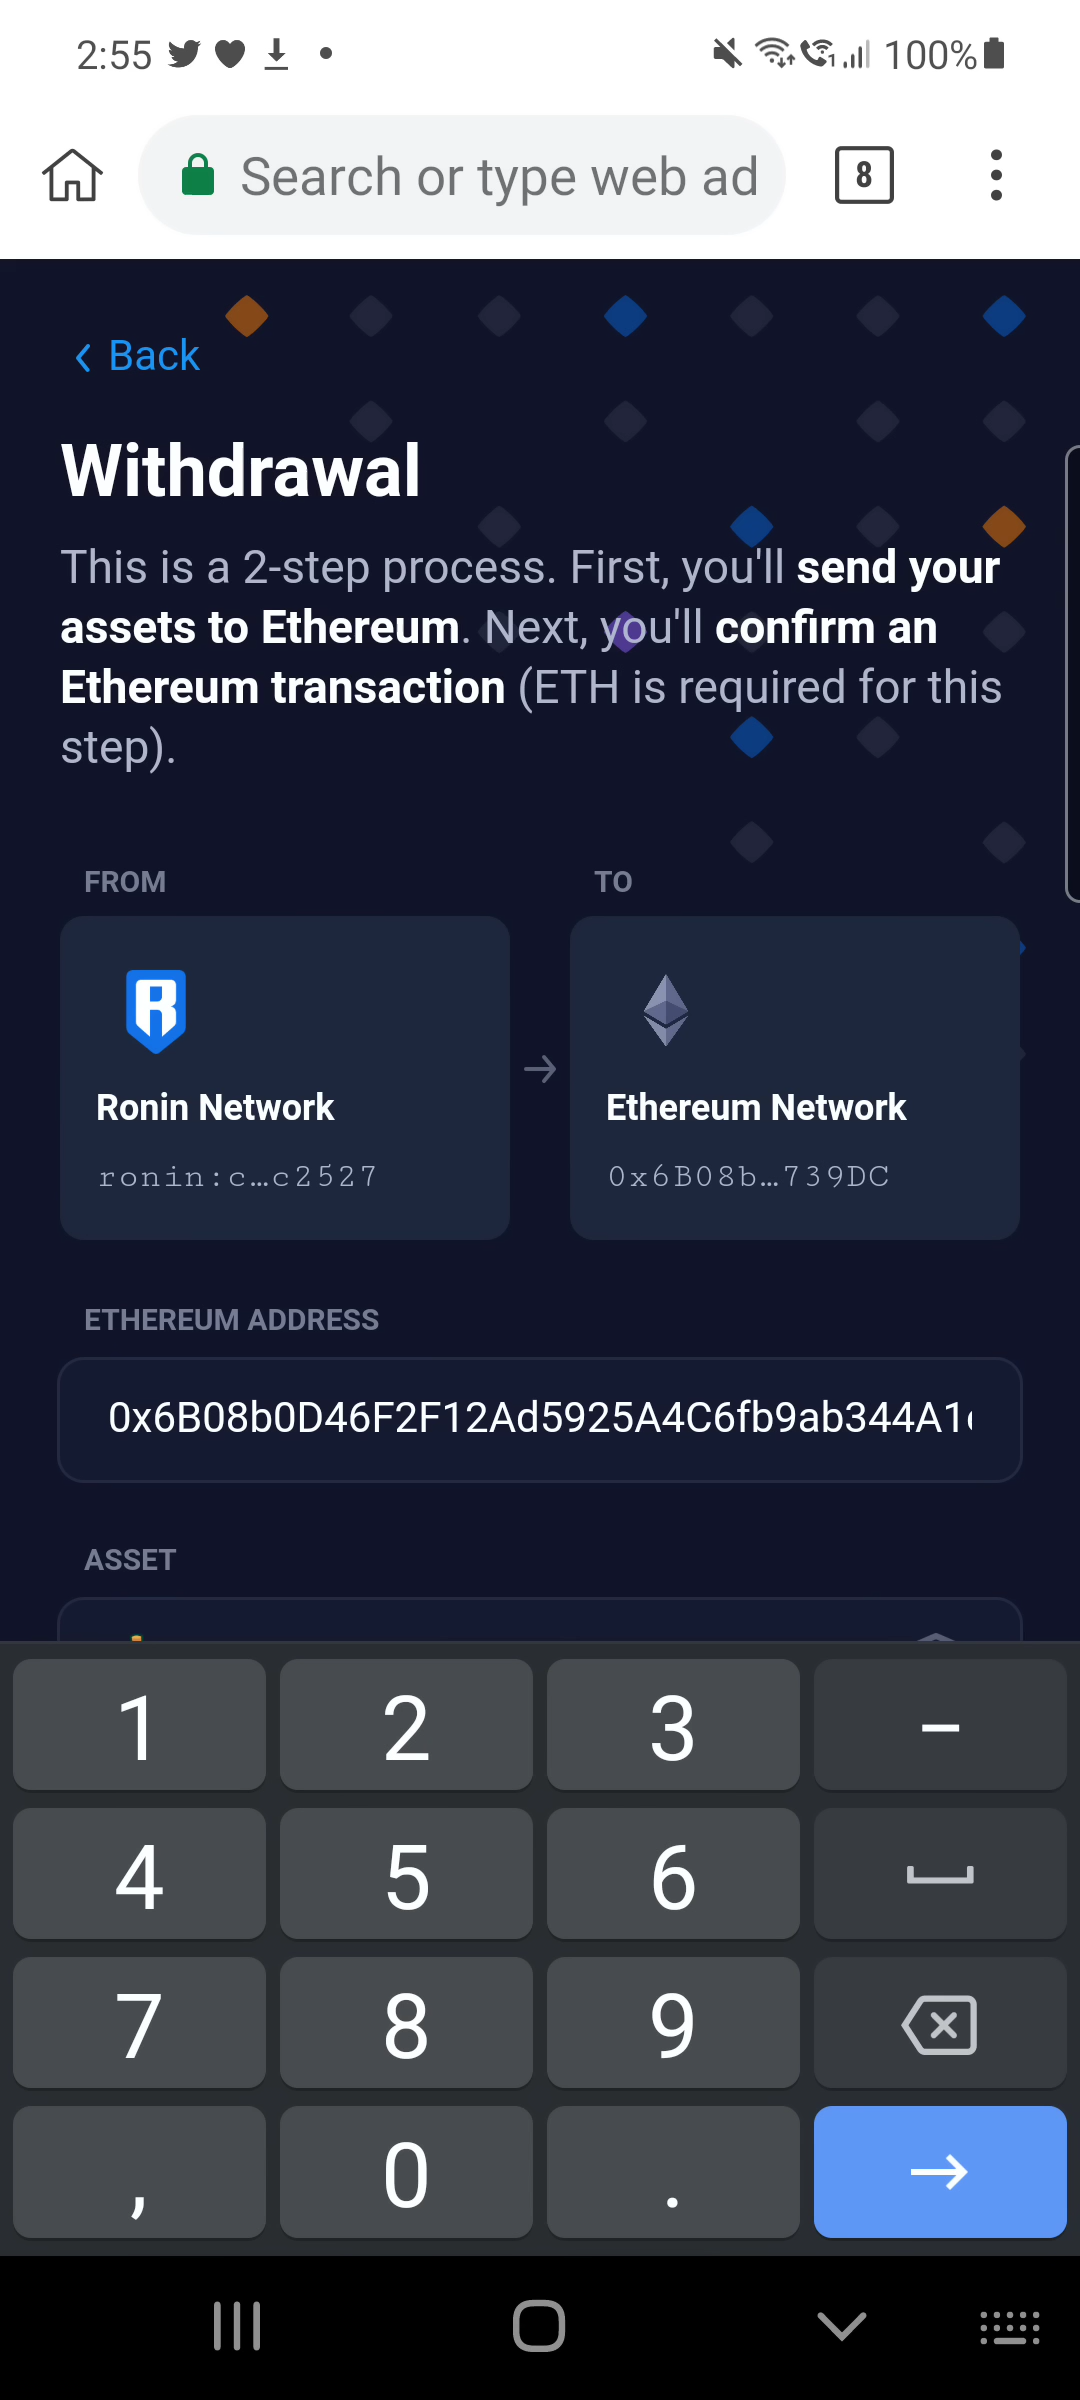 2:55
100%
Search or type web ad
8
Back
Withdrawal
This is a 2-step process. First, you'll send your
assets to Ethereum. Next, you'll confirm an
Ethereum transaction (ETH is required for this
step).
FROM
TO
Ronin Network
Ethereum Network
ronin:c…c2527
0x6B08b…739DC
ETHEREUM ADDRESS
0x6B08b0D46F2F12Ad5925A4C6fb9ab344A1
ASSET
1 2 3 –
4 5 6
7 8 9
, 0 .